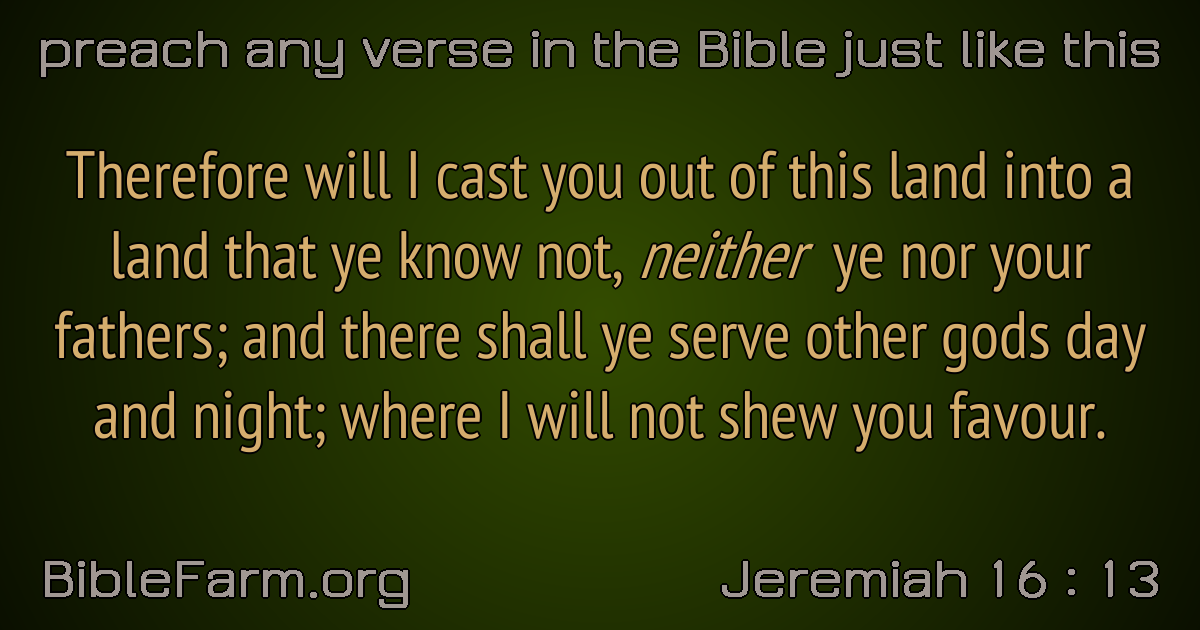 preach any verse in the Bible just like this
Therefore will I cast you out of this land into a
land that ye know not, neither ye nor your
fathers; and there shall ye serve other gods day
and night; where I will not shew you favour.
BibleFarm.org
Jeremiah 16 : 13